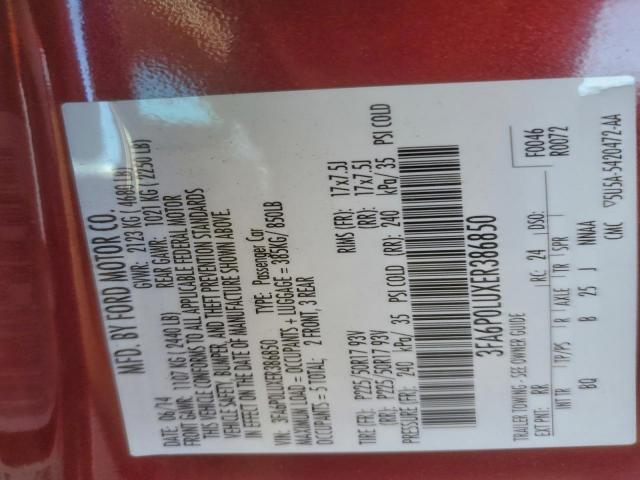 MFD. BY FORD MOTOR CO.
DATE: 06/14 GVWR: 2123 KG (4680 LB)
FRONT GAWR: 1107 KG (2440 LB) REAR GAWR: 1021 KG (2250 LB)
THIS VEHICLE CONFORMS TO ALL APPLICABLE FEDERAL MOTOR
VEHICLE SAFETY, BUMPER, AND THEFT PREVENTION STANDARDS
IN EFFECT ON THE DATE OF MANUFACTURE SHOWN ABOVE
VIN: 3FA6P0LUXER386850 TYPE: Passenger Car
MAXIMUM LOAD = OCCUPANTS + LUGGAGE = 385KG/ 850LB
OCCUPANTS = 5 TOTAL; 2 FRONT, 3 REAR
TIRE (FR): P225/50R17 93V RIMS (FR): 17x7.5J
TIRE (RR): P225/50R17 93V RIMS (RR): 17x7.5J
PRESSURE (FR): 240 kPa/ 35 PSI COLD (RR): 240 kPa/ 35 PSI COLD
3FA6P0LUXER386850
TRAILER TOWING - SEE OWNER GUIDE F0046
R0072
EXT PNT: RR RC: 24 DSO:
INT TR TP/PS R AXLE TR SPR
BQ B 25 J NNAA
CMC 5U5A-5420472-AA